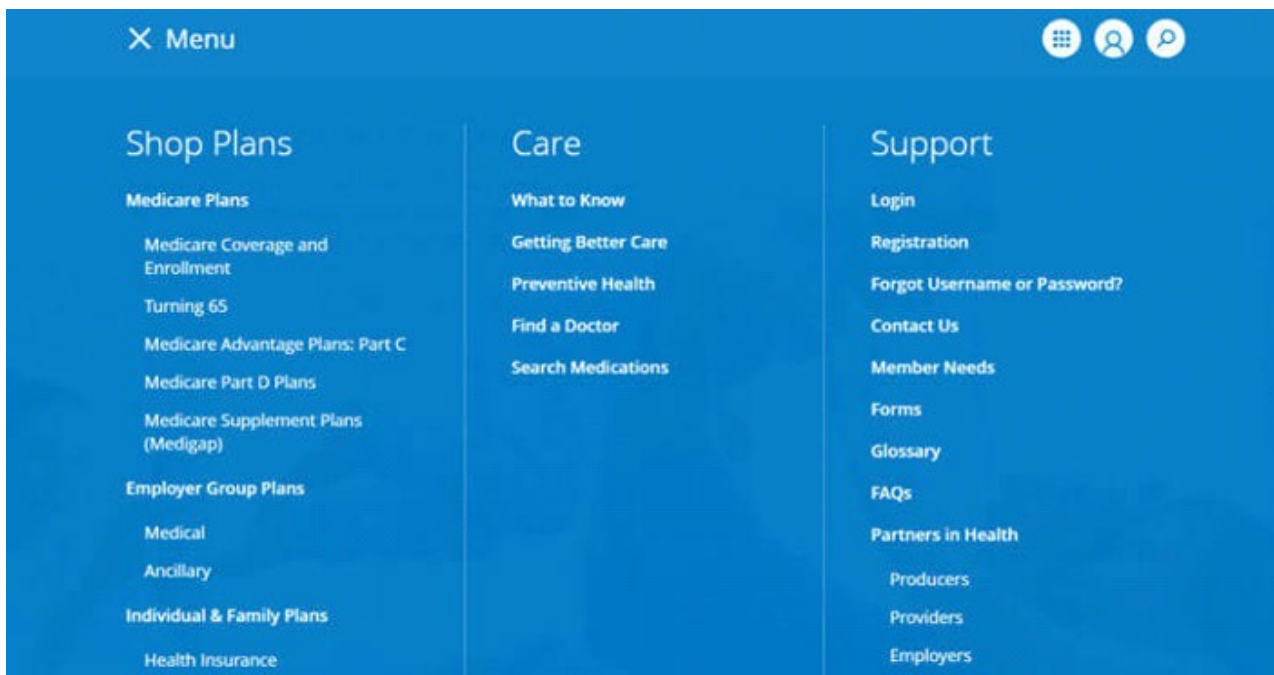 Menu
Shop Plans
Medicare Plans
Medicare Coverage and
Enrollment
Turning 65
Medicare Advantage Plans: Part C
Medicare Part D Plans
Medicare Supplement Plans
(Medigap)
Employer Group Plans
Medical
Ancillary
Individual & Family Plans
Health Insurance
Care
What to Know
Getting Better Care
Preventive Health
Find a Doctor
Search Medications
Support
Login
Registration
Forgot Username or Password?
Contact Us
Member Needs
Forms
Glossary
FAQs
Partners in Health
Producers
Providers
Employers